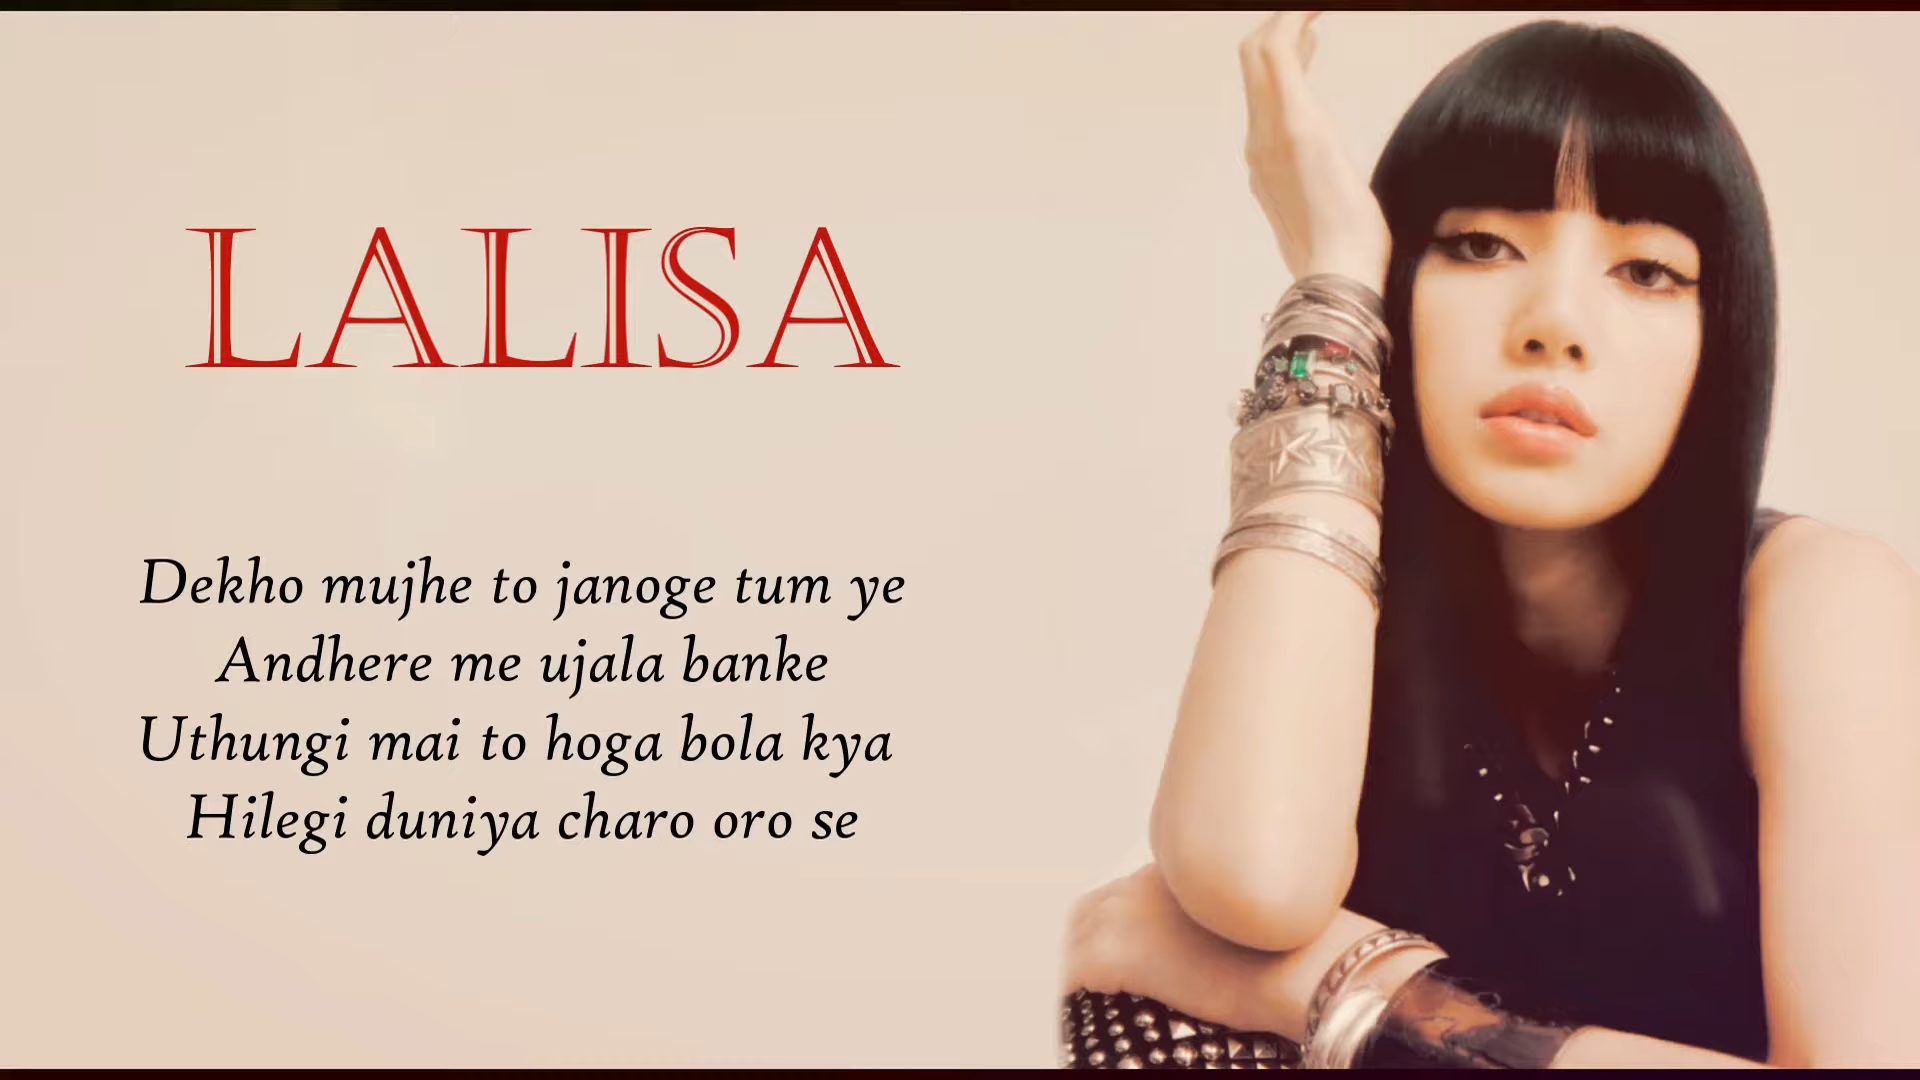 LALISA
Dekho mujhe to janoge tum ye
Andhere me ujala banke
Uthungi mai to hoga bola kya
Hilegi duniya charo oro se